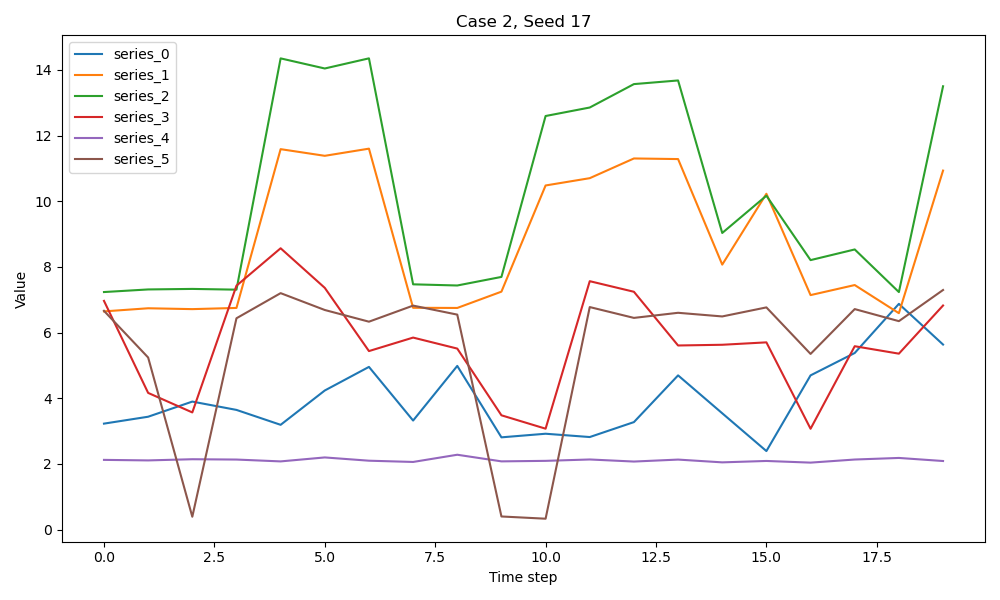 Case 2, Seed 17
series_0
series_1
series_2
series_3
series_4
series_5
14
12
10
8
6
4
2
0
Value
0.0 2.5 5.0 7.5 10.0 12.5 15.0 17.5
Time step